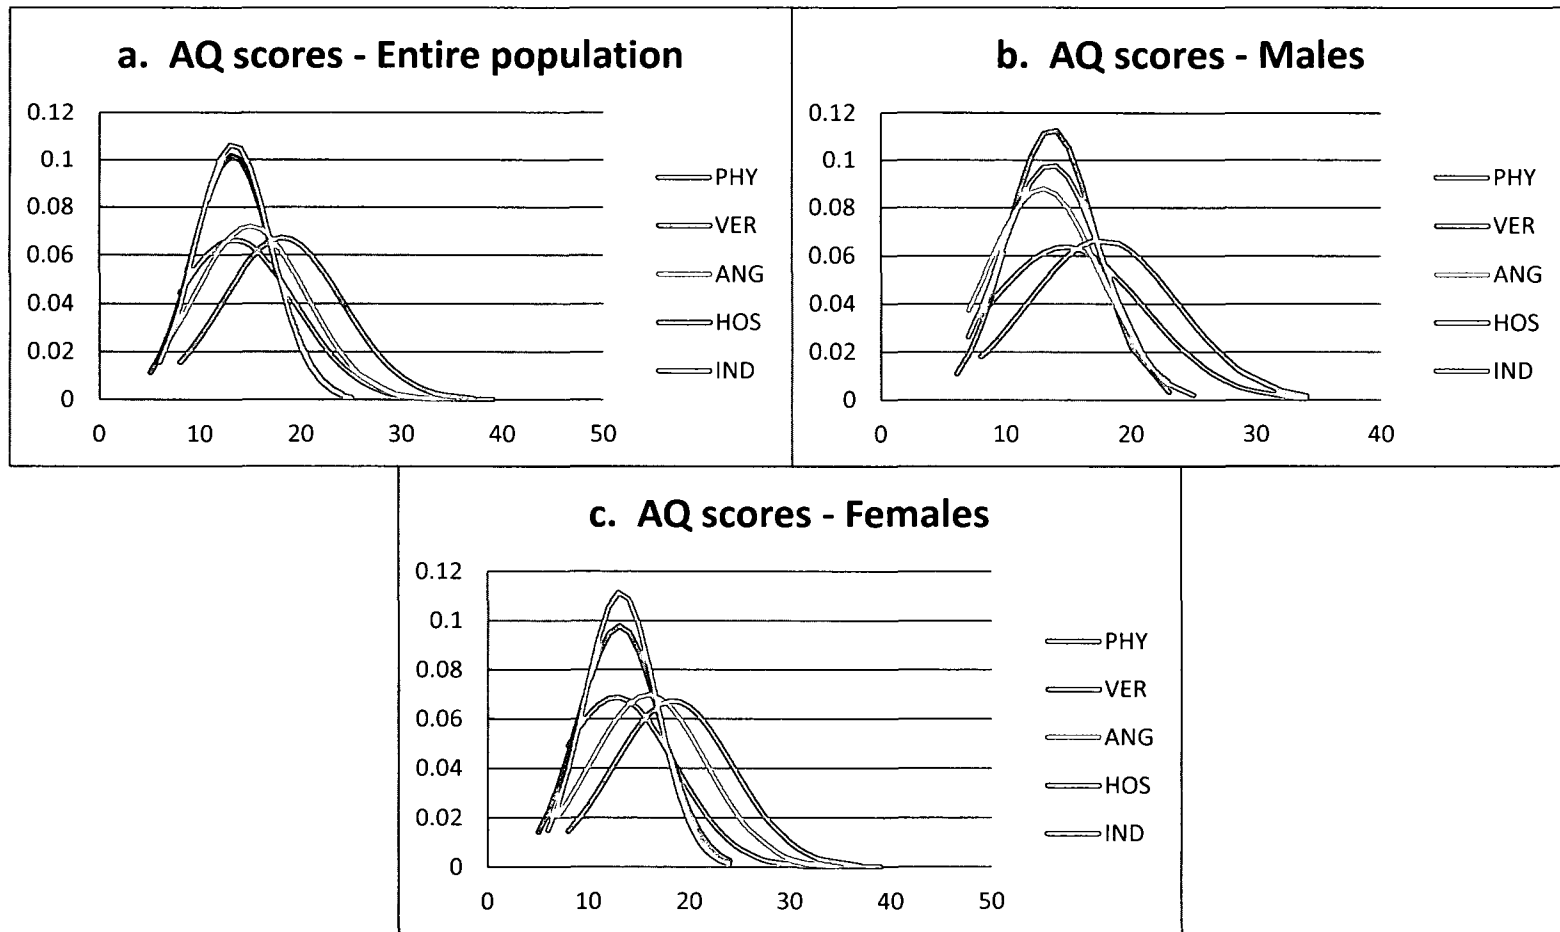 a. AQ scores - Entire population
0.12
0.1
0.08
0.06
0.04
0.02
0
0
10
20
30
40
50
PHY
VER
ANG
HOS
IND
b. AQ scores - Males
0.12
0.1
0.08
0.06
0.04
0.02
0
0
10
20
30
40
PHY
VER
ANG
HOS
IND
c. AQ scores - Females
0.12
0.1
0.08
0.06
0.04
0.02
0
0
10
20
30
40
50
PHY
VER
ANG
HOS
IND